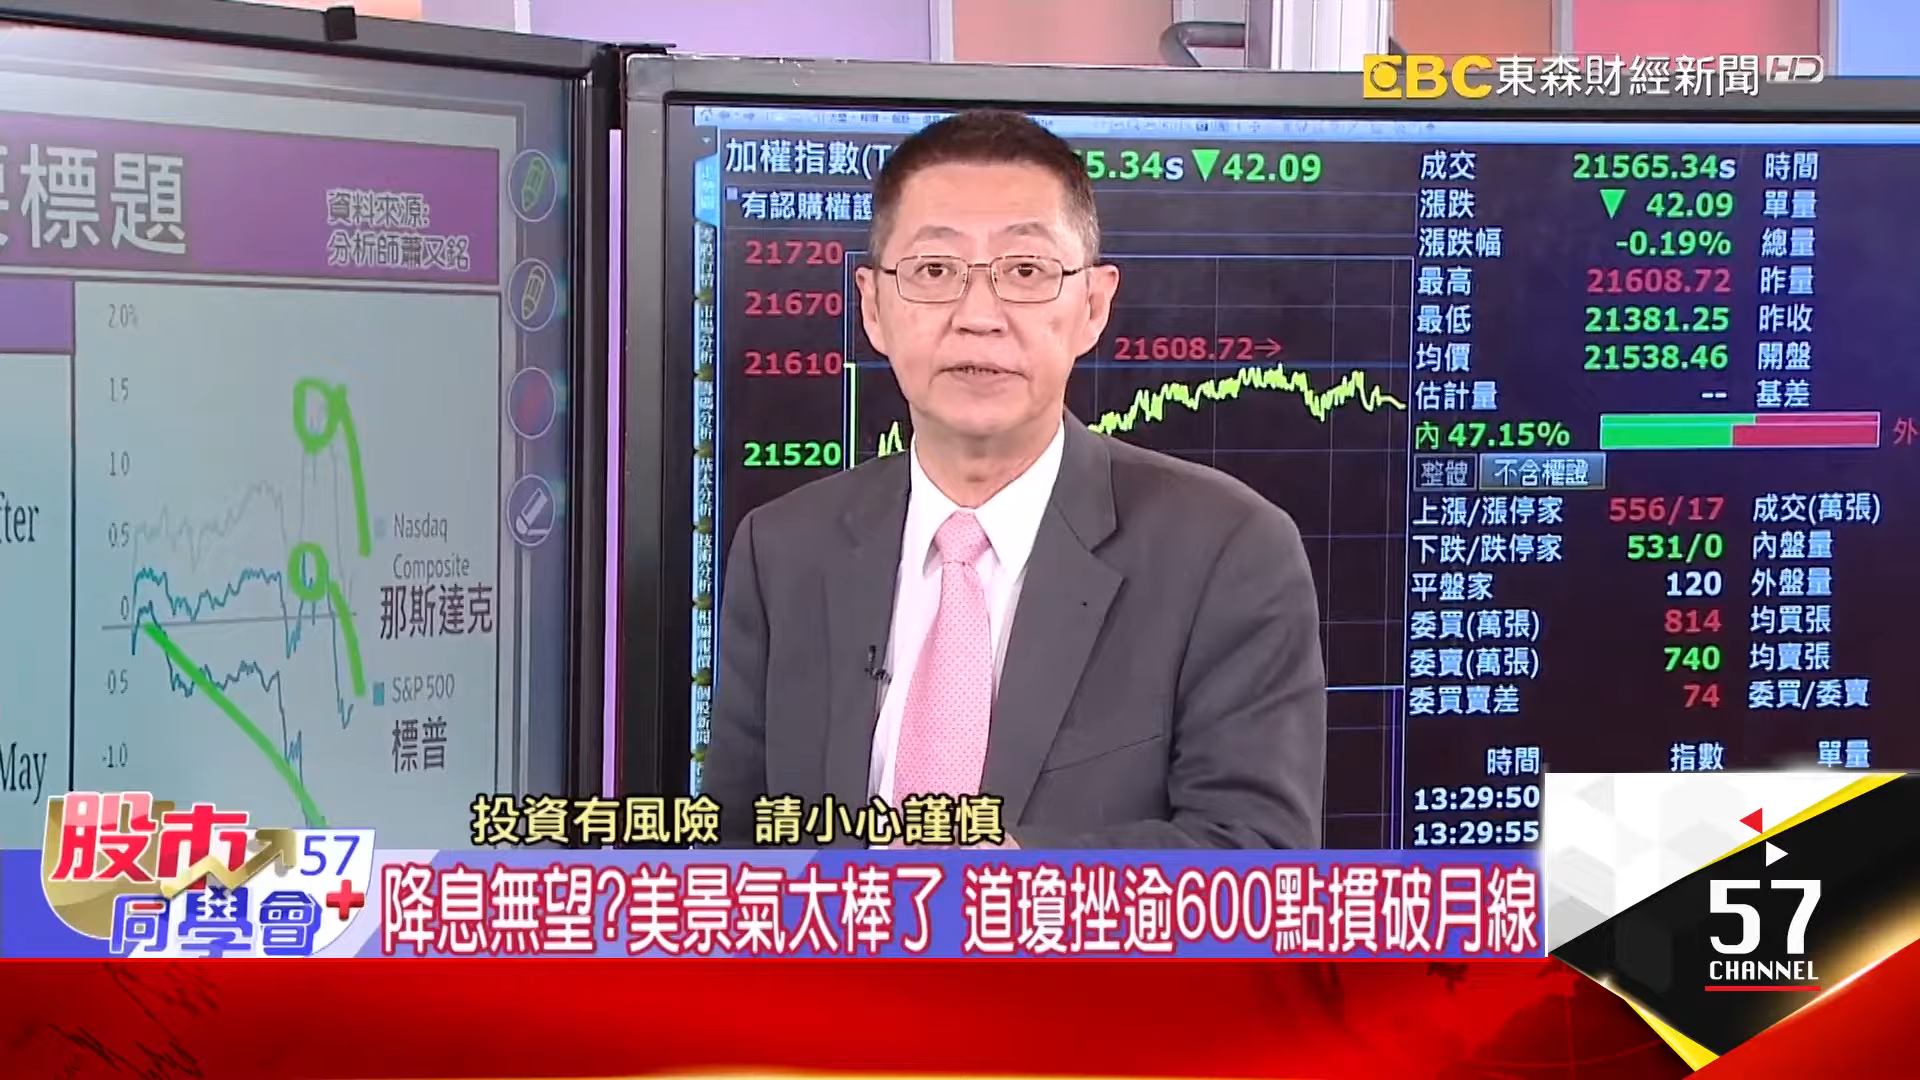 EBC 東森財經新聞 HD
標題
資料來源:
分析師蕭又銘
2.0%
1.5
1.0
0.5
0
0.5
-1.0
fter
May
Nasdaq
Composite
那斯達克
S&P 500
標普
加權指數(T
5.34s ▼42.09
有認購權證
21720
21670
21610
21520
21608.72→
成交 21565.34s 時間
漲跌 ▼ 42.09 單量
漲跌幅 -0.19% 總量
最高 21608.72 昨量
最低 21381.25 昨收
均價 21538.46 開盤
估計量 -- 基差
內 47.15% 外
整體 不含權證
上漲/漲停家 556/17 成交(萬張)
下跌/跌停家 531/0 內盤量
平盤家 120 外盤量
委買(萬張) 814 均買張
委賣(萬張) 740 均賣張
委買賣差 74 委買/委賣
時間 指數 單量
13:29:50
13:29:55
投資有風險 請小心謹慎
股市 57
同學會+
降息無望?美景氣太棒了 道瓊挫逾600點摜破月線
57
CHANNEL